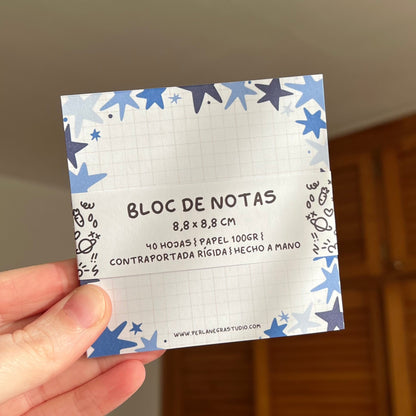 BLOC DE NOTAS
8,8 x 8,8 CM
40 HOJAS { PAPEL 100GR {
CONTRAPORTADA RÍGIDA { HECHO A MANO
WWW.PERLANEGRASTUDIO.COM